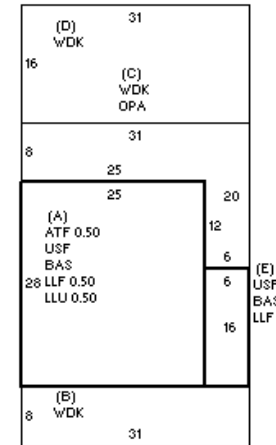 31
(D)
WDK
16
(C)
WDK
OPA
31
8
25
25
20
(A)
ATF 0.50
USF
BAS
28 LLF 0.50
LLU 0.50
12
6
6
(E)
USF
BAS
LLF
16
(B)
8 WDK
31